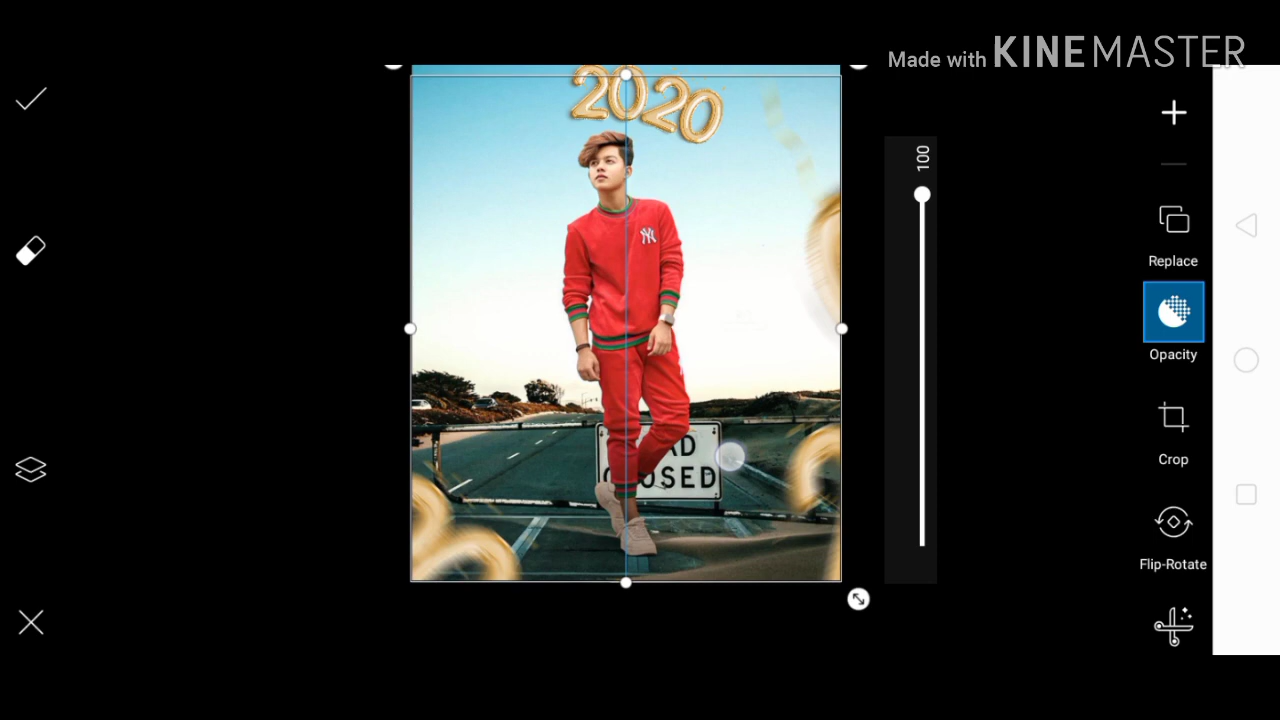 Made with KINEMASTER
2020
100
Replace
Opacity
Crop
Flip-Rotate
NY
AD
OSED